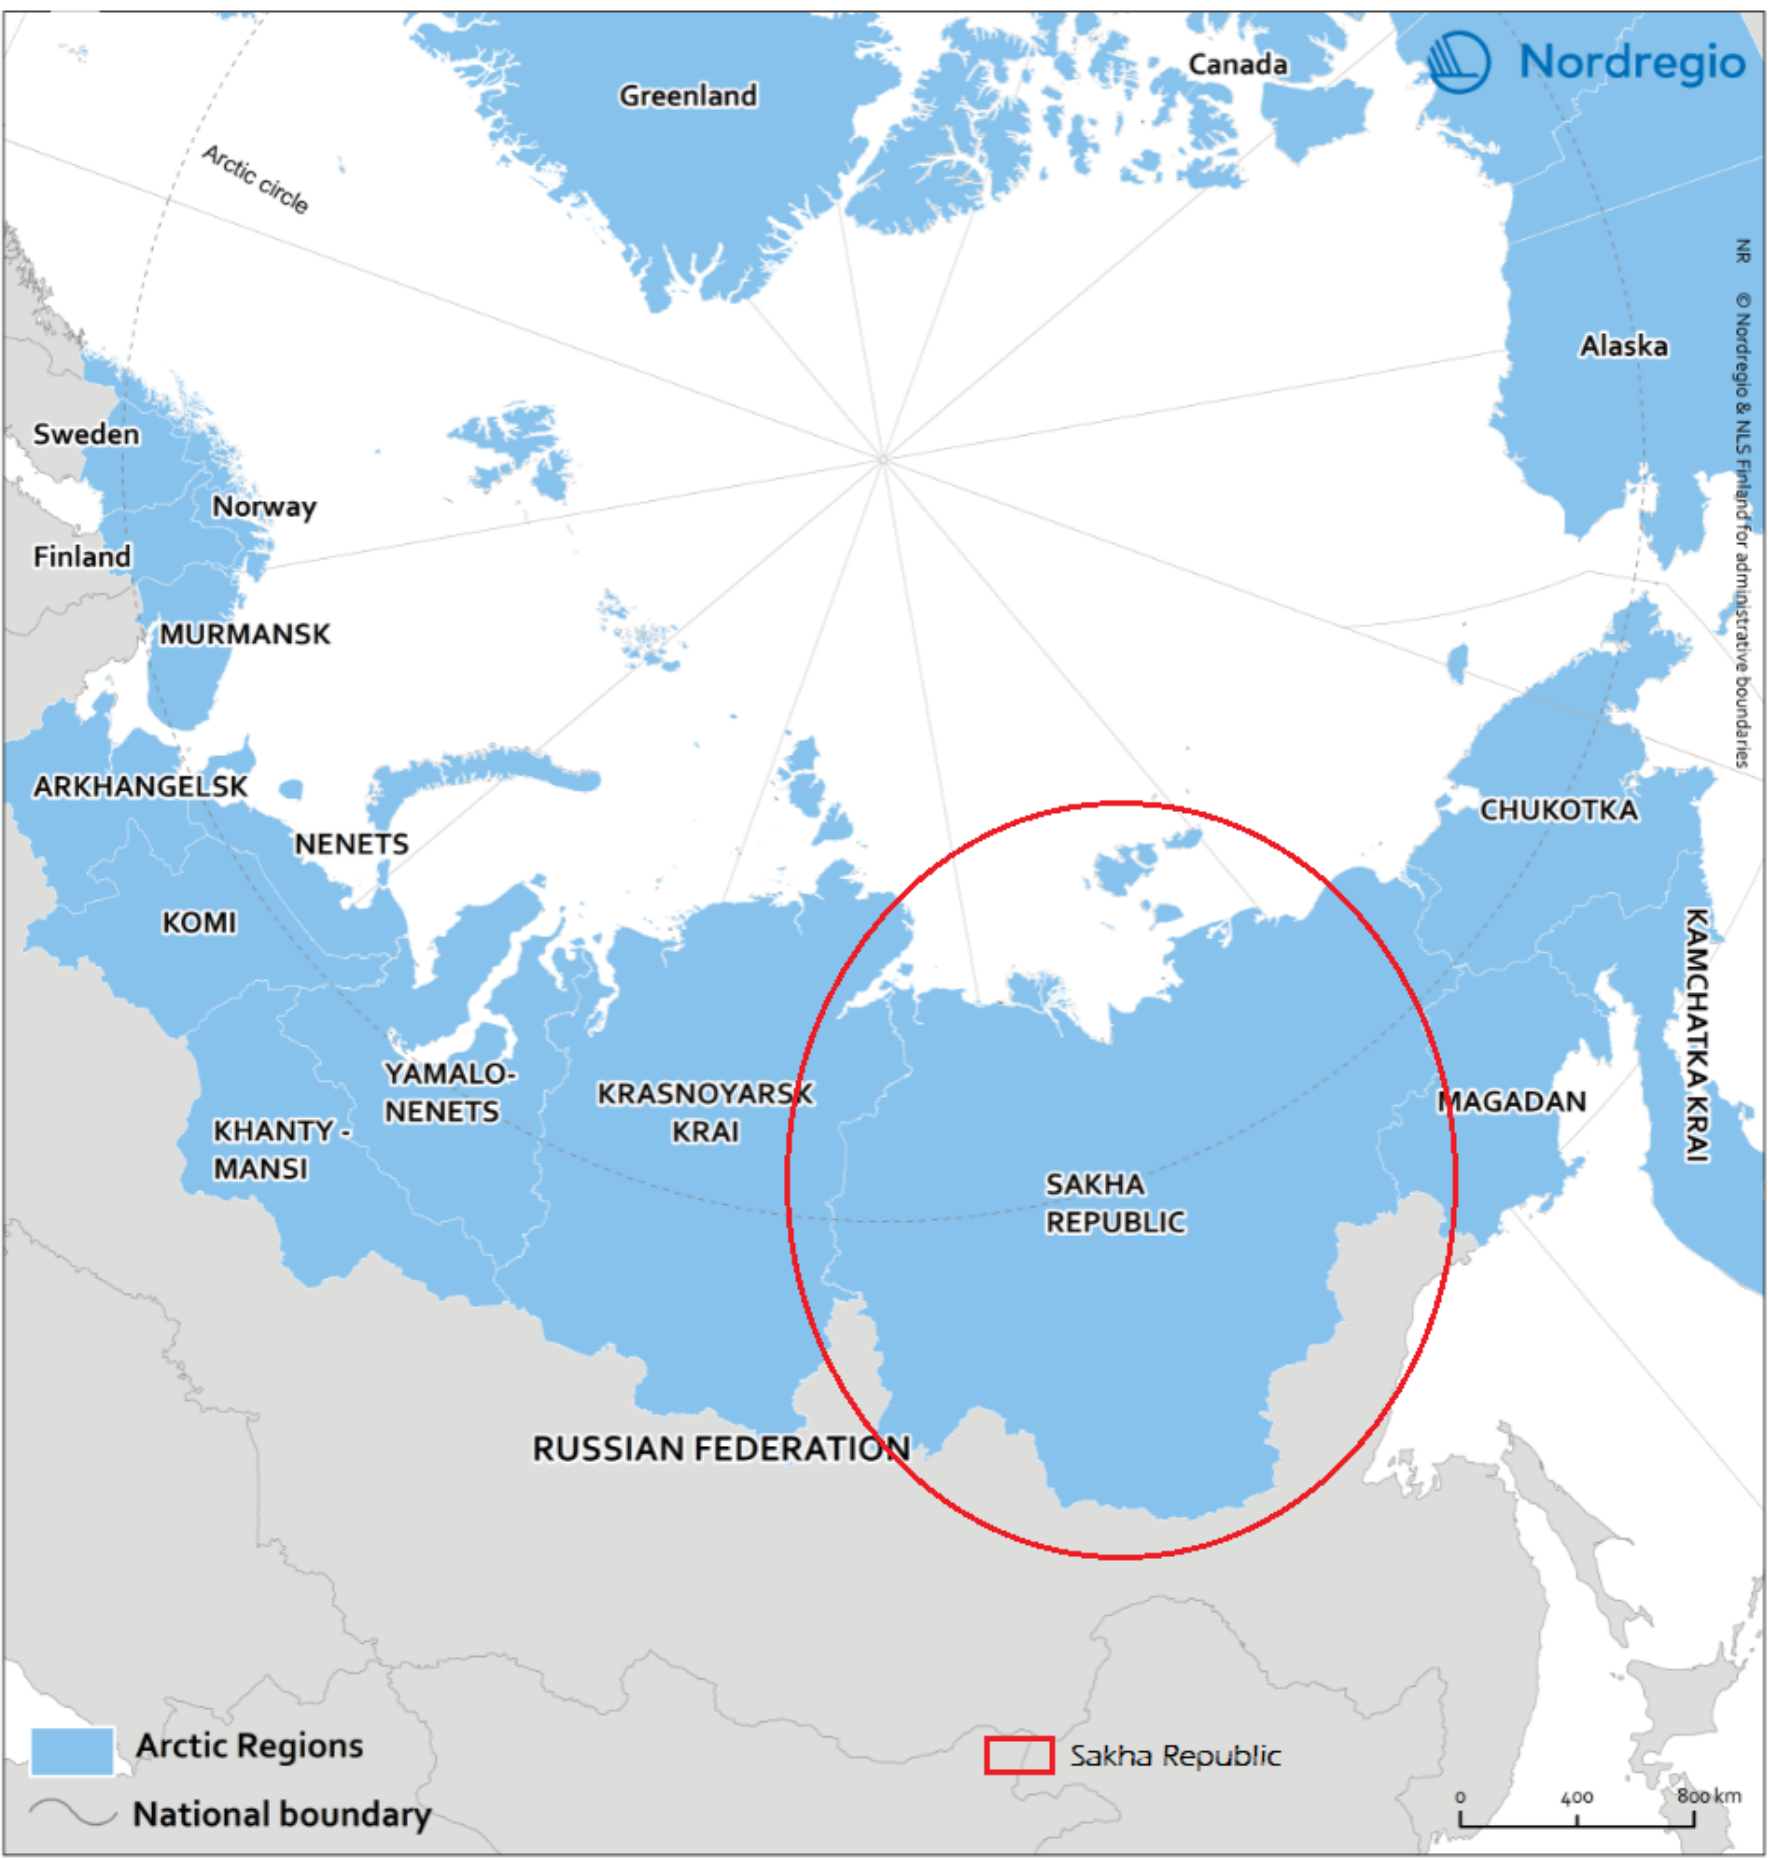 Greenland
Canada
Nordregio
Arctic circle
Alaska
NR © Nordregio & NLS Finland for administrative boundaries
Sweden
Norway
Finland
MURMANSK
ARKHANGELSK
NENETS
CHUKOTKA
KOMI
KAMCHATKA KRAI
YAMALO-
NENETS
KRASNOYARSK
KRAI
MAGADAN
KHANTY -
MANSI
SAKHA
REPUBLIC
RUSSIAN FEDERATION
Arctic Regions
Sakha Republic
National boundary
0 400 800 km